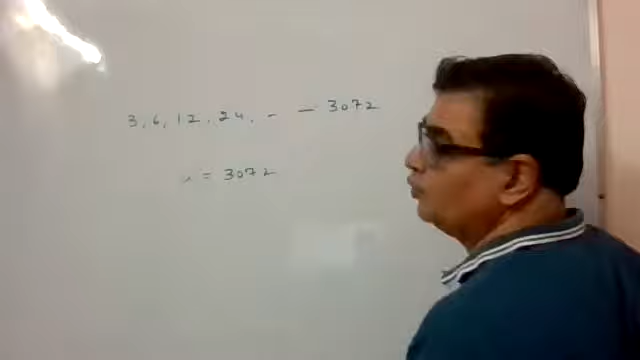 3, 6, 12, 24, - - 3072
= 3072